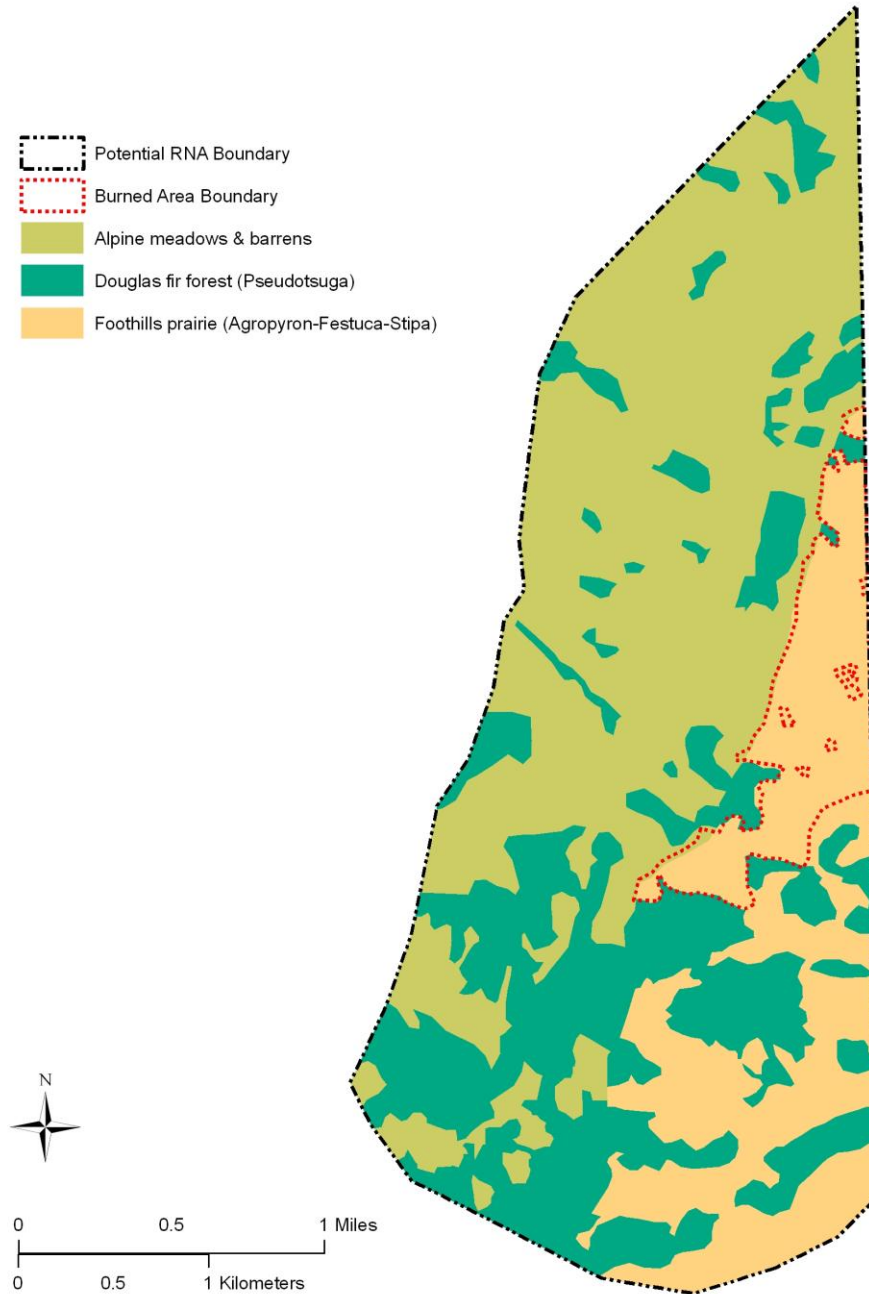 Potential RNA Boundary
Burned Area Boundary
Alpine meadows & barrens
Douglas fir forest (Pseudotsuga)
Foothills prairie (Agropyron-Festuca-Stipa)
N
0 0.5 1 Miles
0 0.5 1 Kilometers